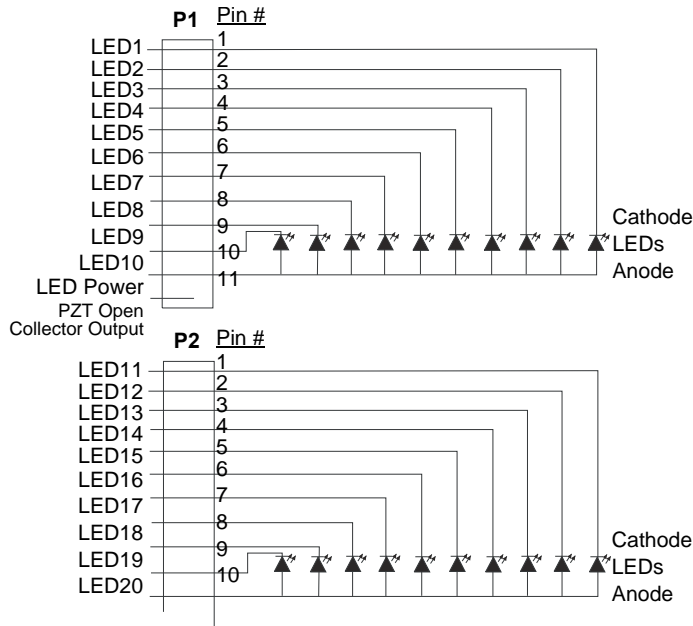 P1 Pin #
LED1 1
LED2 2
LED3 3
LED4 4
LED5 5
LED6 6
LED7 7
LED8 8
LED9 9
LED10 10
LED Power 11
PZT Open
Collector Output
Cathode
LEDs
Anode
P2 Pin #
LED11 1
LED12 2
LED13 3
LED14 4
LED15 5
LED16 6
LED17 7
LED18 8
LED19 9
LED20 10
Cathode
LEDs
Anode